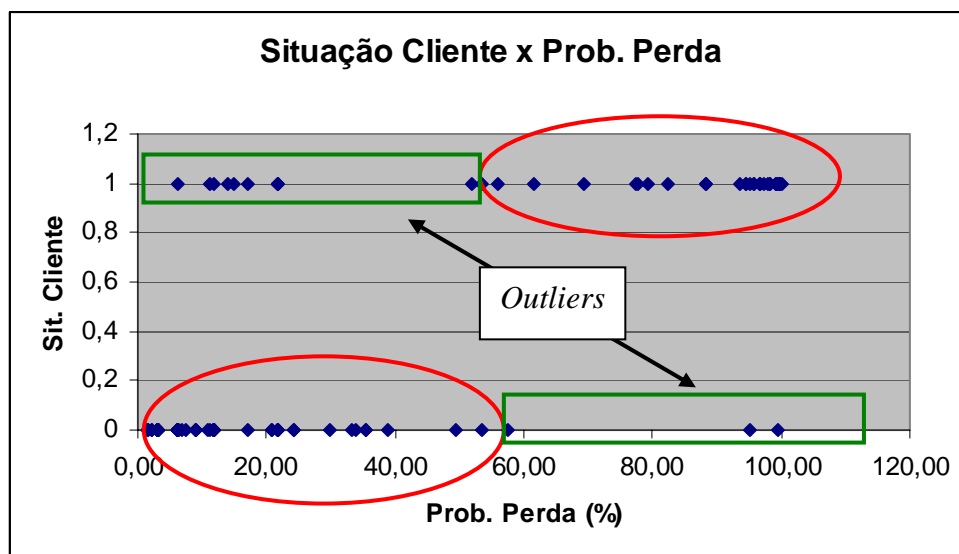 Situação Cliente x Prob. Perda
1,2
1
0,8
0,6
0,4
0,2
0
Sit. Cliente
Outliers
0,00 20,00 40,00 60,00 80,00 100,00 120,00
Prob. Perda (%)